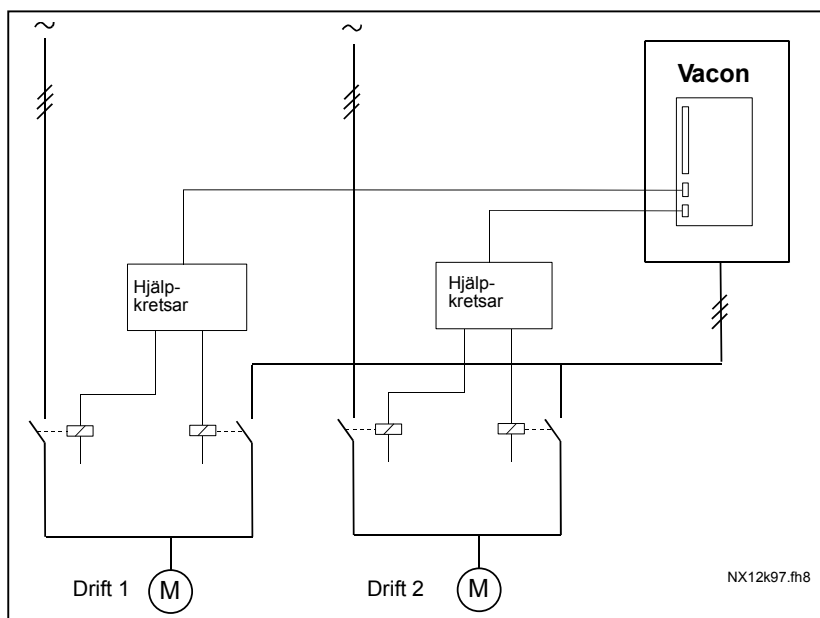 ~
~
Vacon
Hjälp-
kretsar
Hjälp-
kretsar
Drift 1
M
Drift 2
M
NX12k97.fh8